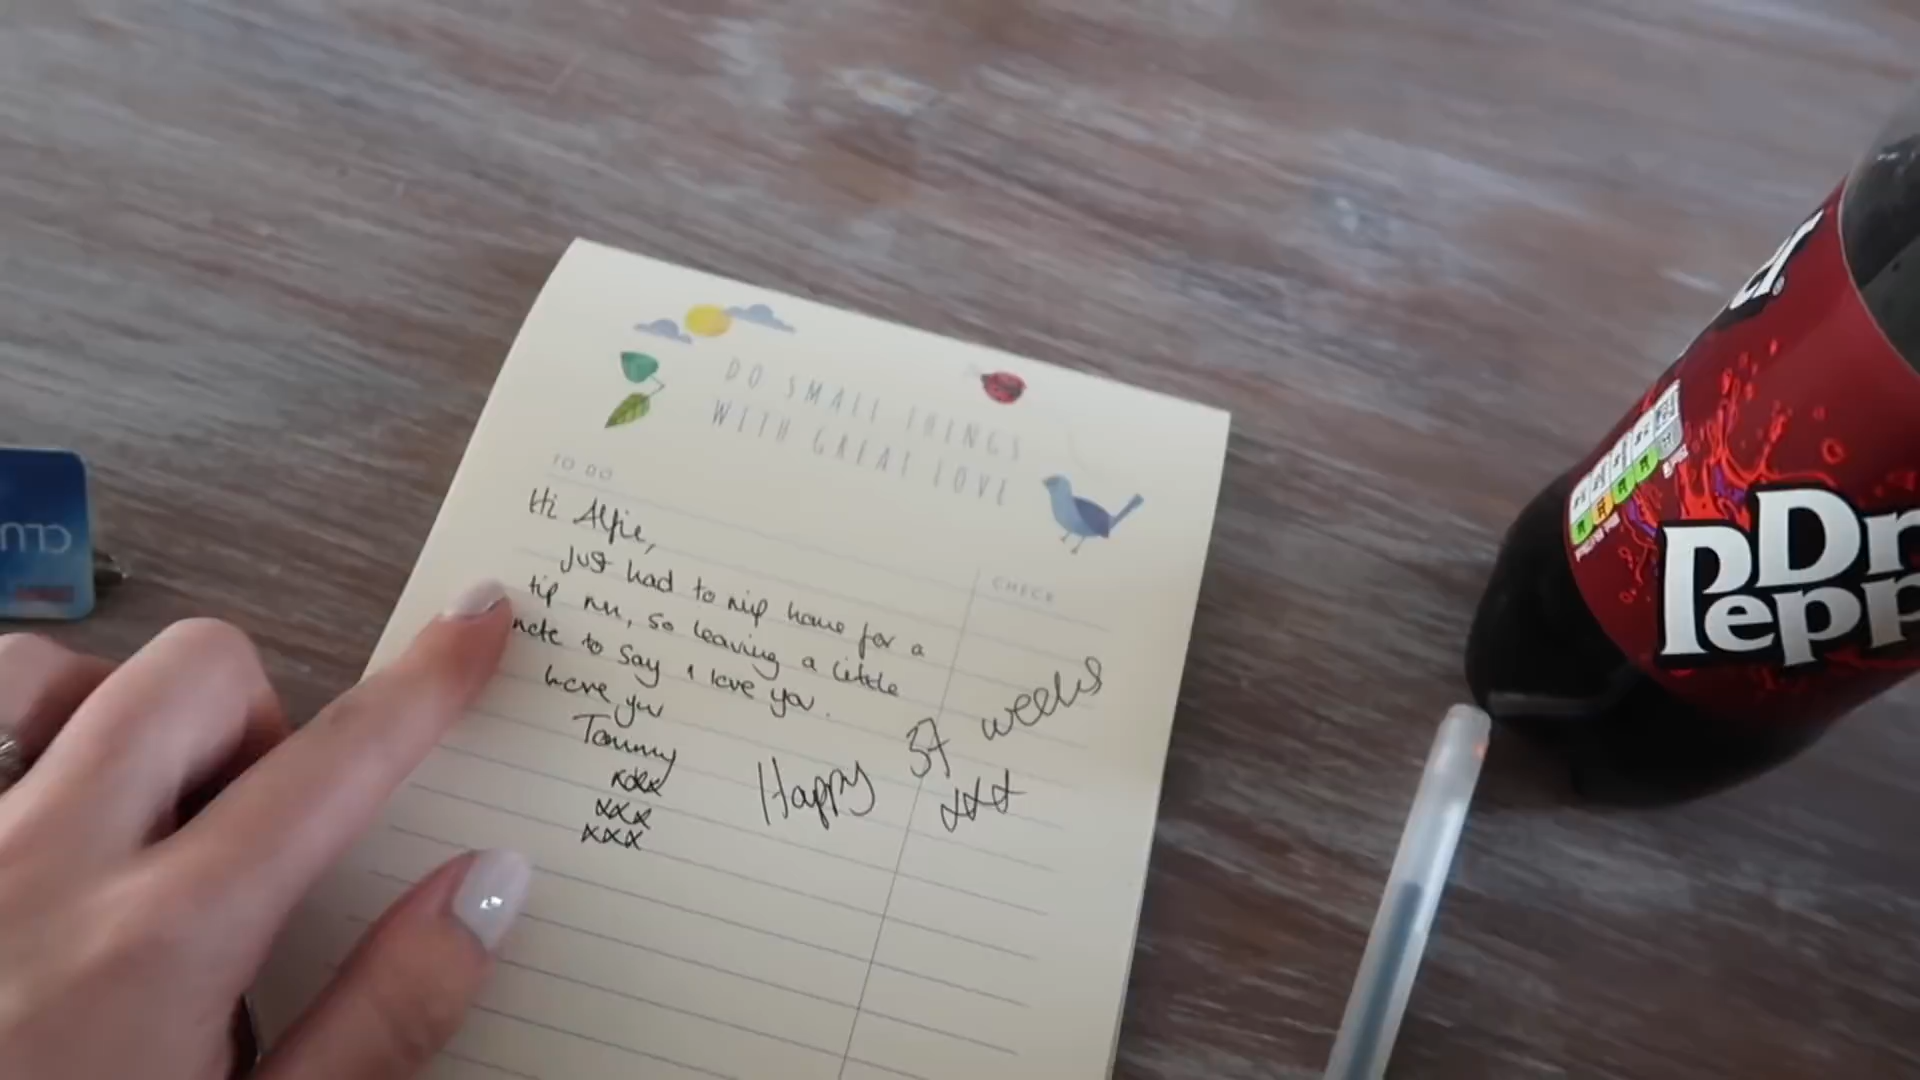 DO SMALL THINGS
WITH GREAT LOVE
TO DO
CHECK
Hi Alfie,
Just had to nip home for a
tip run, so leaving a little
note to say I love you.
Love you
Tommy
xxx
xxx
xxx
Happy 37 weeks
xxx
Dr
Pepp
CLU